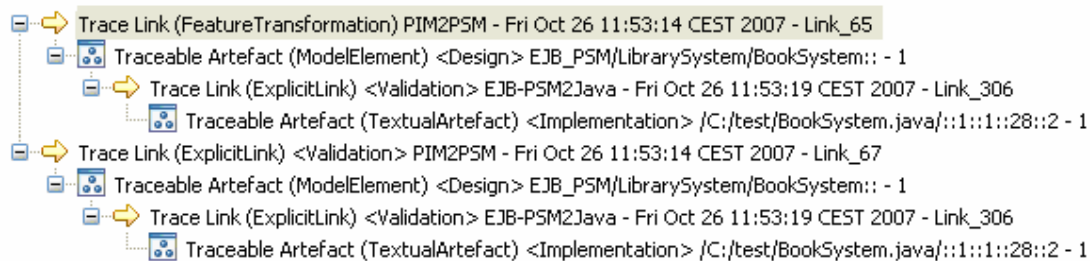 Trace Link (FeatureTransformation) PIM2PSM - Fri Oct 26 11:53:14 CEST 2007 - Link_65
Traceable Artefact (ModelElement) <Design> EJB_PSM/LibrarySystem/BookSystem:: - 1
Trace Link (ExplicitLink) <Validation> EJB-PSM2Java - Fri Oct 26 11:53:19 CEST 2007 - Link_306
Traceable Artefact (TextualArtefact) <Implementation> /C:/test/BookSystem.java/::1::1::28::2 - 1
Trace Link (ExplicitLink) <Validation> PIM2PSM - Fri Oct 26 11:53:14 CEST 2007 - Link_67
Traceable Artefact (ModelElement) <Design> EJB_PSM/LibrarySystem/BookSystem:: - 1
Trace Link (ExplicitLink) <Validation> EJB-PSM2Java - Fri Oct 26 11:53:19 CEST 2007 - Link_306
Traceable Artefact (TextualArtefact) <Implementation> /C:/test/BookSystem.java/::1::1::28::2 - 1